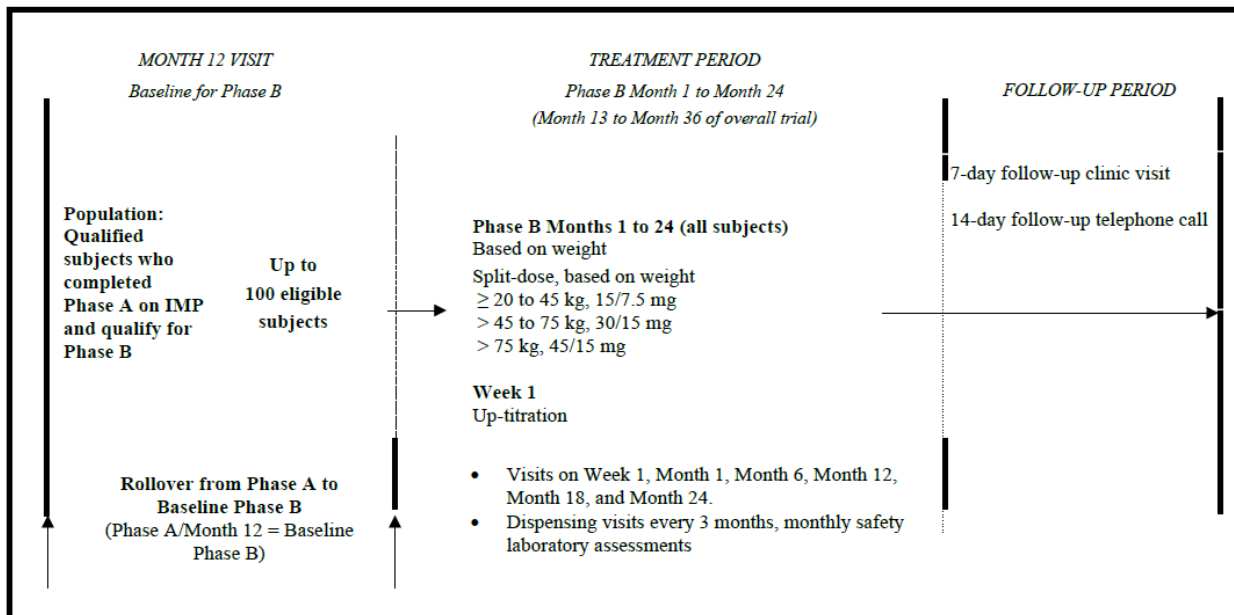 MONTH 12 VISIT
Baseline for Phase B
TREATMENT PERIOD
Phase B Month 1 to Month 24
(Month 13 to Month 36 of overall trial)
FOLLOW-UP PERIOD
Population:
Qualified
subjects who
completed
Phase A on IMP
and qualify for
Phase B
Up to
100 eligible
subjects
Phase B Months 1 to 24 (all subjects)
Based on weight
Split-dose, based on weight
≥ 20 to 45 kg, 15/7.5 mg
> 45 to 75 kg, 30/15 mg
> 75 kg, 45/15 mg
Week 1
Up-titration
• Visits on Week 1, Month 1, Month 6, Month 12,
Month 18, and Month 24.
• Dispensing visits every 3 months, monthly safety
laboratory assessments
7-day follow-up clinic visit
14-day follow-up telephone call
Rollover from Phase A to
Baseline Phase B
(Phase A/Month 12 = Baseline
Phase B)